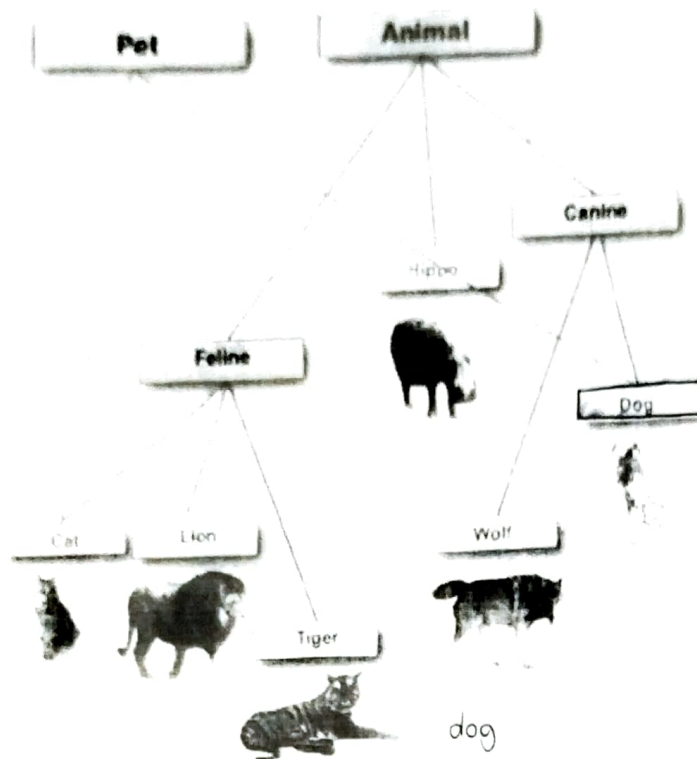 Pet
Animal
Canine
Hippo
Feline
Dog
Cat
Lion
Wolf
Tiger
dog